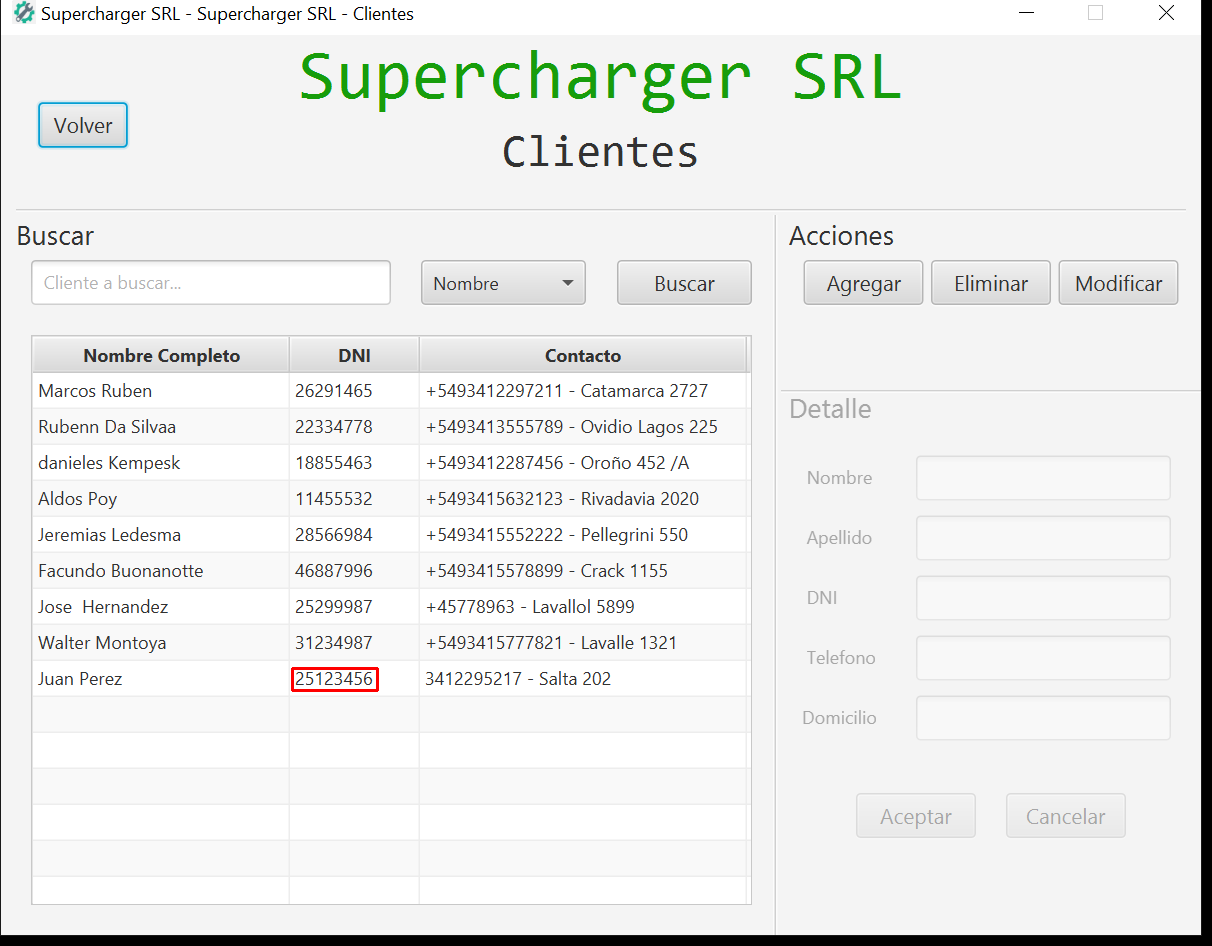 Supercharger SRL - Supercharger SRL - Clientes
Supercharger SRL
Volver
Clientes
Buscar
Cliente a buscar...
Nombre
Buscar
Nombre Completo DNI Contacto
Marcos Ruben 26291465 +5493412297211 - Catamarca 2727
Rubenn Da Silvaa 22334778 +5493413555789 - Ovidio Lagos 225
danieles Kempesk 18855463 +5493412287456 - Oroño 452 /A
Aldos Poy 11455532 +5493415632123 - Rivadavia 2020
Jeremias Ledesma 28566984 +5493415552222 - Pellegrini 550
Facundo Buonanotte 46887996 +5493415578899 - Crack 1155
Jose  Hernandez 25299987 +45778963 - Lavallol 5899
Walter Montoya 31234987 +5493415777821 - Lavalle 1321
Juan Perez 25123456 3412295217 - Salta 202
Acciones
Agregar Eliminar Modificar
Detalle
Nombre
Apellido
DNI
Telefono
Domicilio
Aceptar Cancelar